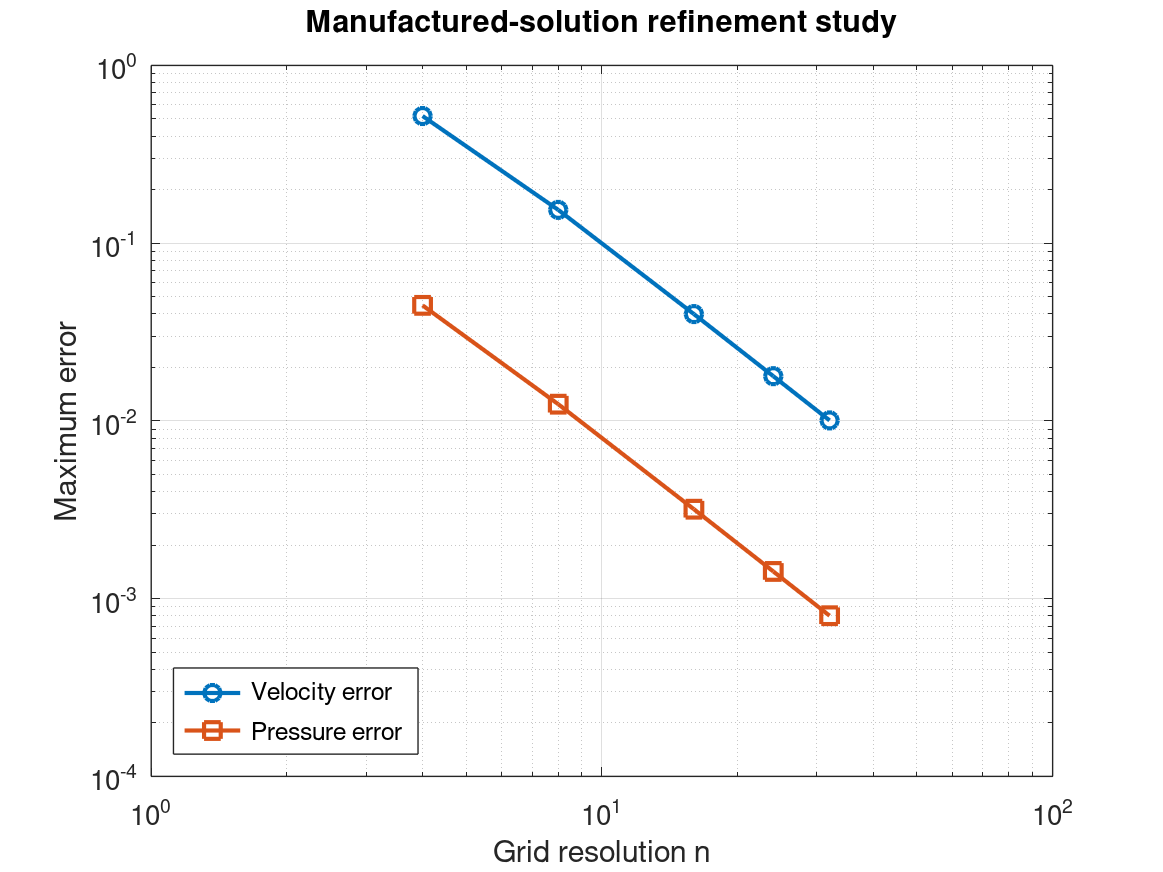 Manufactured-solution refinement study
10^0
10^-1
10^-2
10^-3
10^-4
Maximum error
Velocity error
Pressure error
10^0 10^1 10^2
Grid resolution n